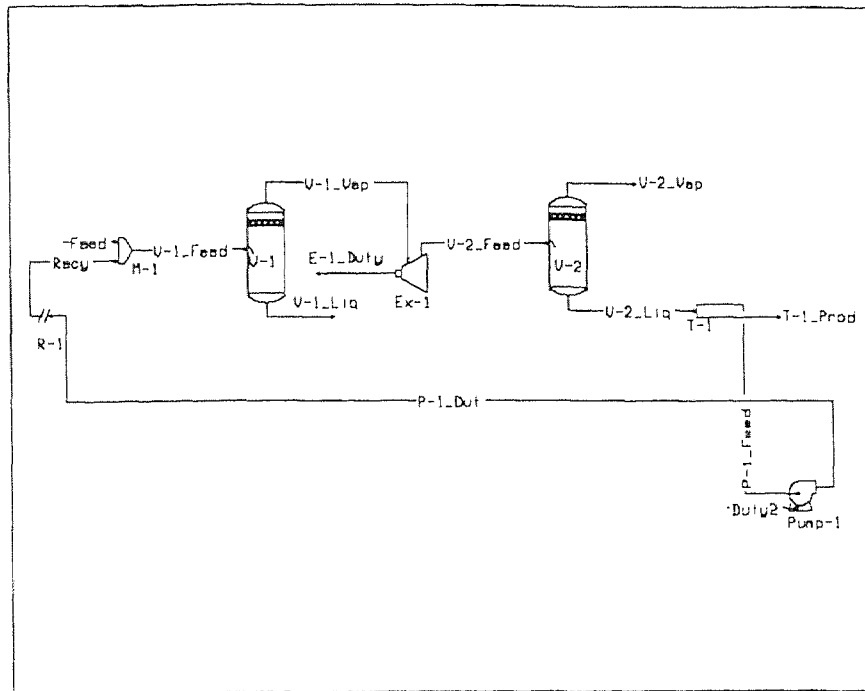 V-1_Vap
V-2_Vap
Feed
Recy
M-1
V-1_Feed
V-1
E-1_Duty
Ex-1
V-2_Feed
V-2
V-1_Liq
V-2_Liq
T-1
T-1_Prod
R-1
P-1_Out
P-1_Feed
Duty2
Pump-1